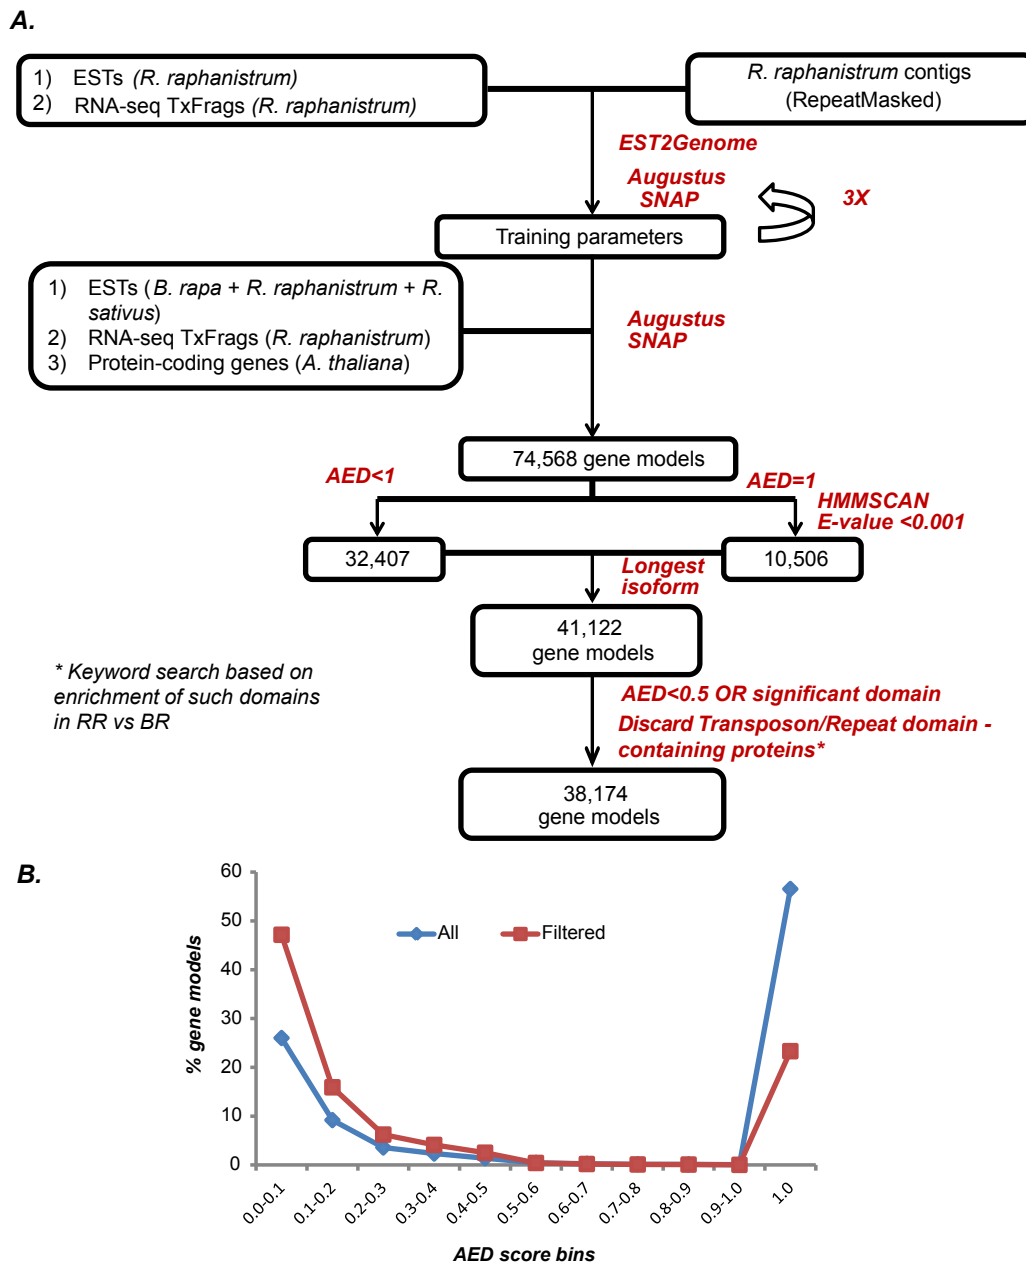 A.
1) ESTs (R. raphanistrum)
2) RNA-seq TxFrags (R. raphanistrum)
R. raphanistrum contigs
(RepeatMasked)
EST2Genome
Augustus
SNAP
3X
Training parameters
1) ESTs (B. rapa + R. raphanistrum + R.
sativus)
2) RNA-seq TxFrags (R. raphanistrum)
3) Protein-coding genes (A. thaliana)
Augustus
SNAP
74,568 gene models
AED<1
AED=1
HMMSCAN
E-value <0.001
32,407
10,506
Longest
isoform
41,122
gene models
* Keyword search based on
enrichment of such domains
in RR vs BR
AED<0.5 OR significant domain
Discard Transposon/Repeat domain -
containing proteins*
38,174
gene models
B.
% gene models
60
50
40
30
20
10
0
All
Filtered
0.0-0.1
0.1-0.2
0.2-0.3
0.3-0.4
0.4-0.5
0.5-0.6
0.6-0.7
0.7-0.8
0.8-0.9
0.9-1.0
1.0
AED score bins